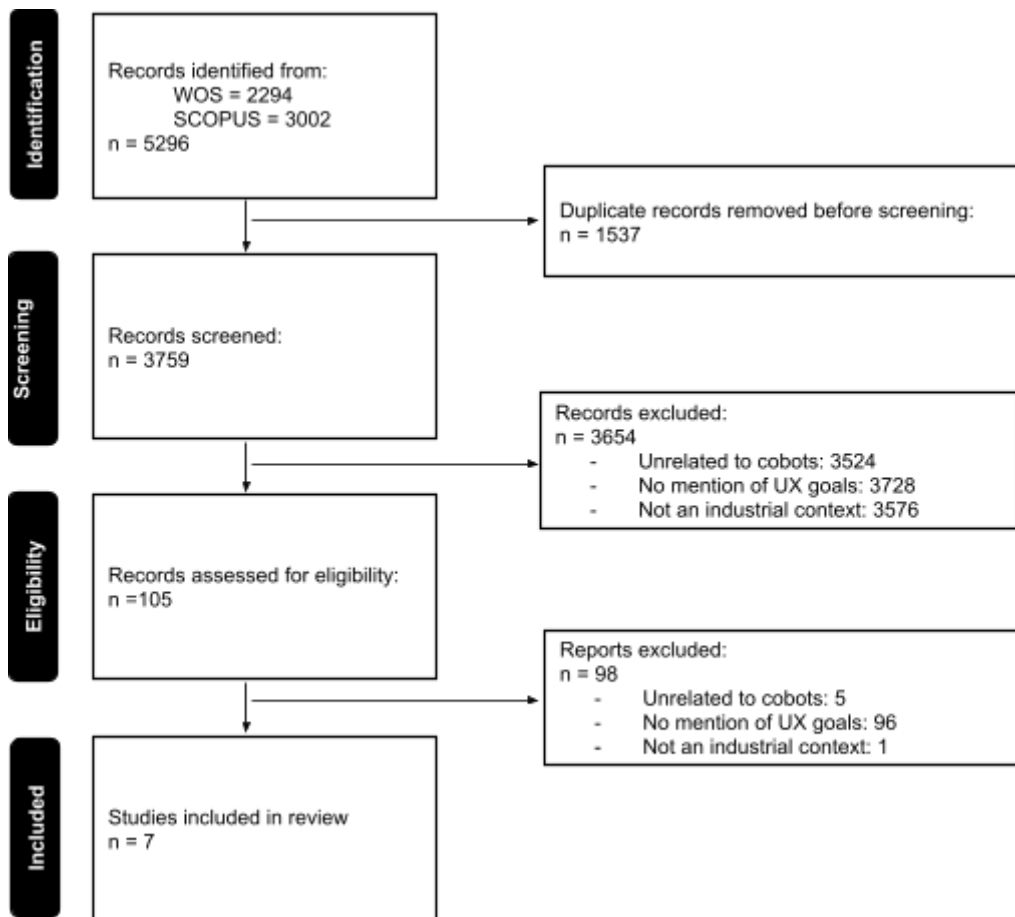 Identification
Records identified from:
WOS = 2294
SCOPUS = 3002
n = 5296
Duplicate records removed before screening:
n = 1537
Screening
Records screened:
n = 3759
Records excluded:
n = 3654
- Unrelated to cobots: 3524
- No mention of UX goals: 3728
- Not an industrial context: 3576
Eligibility
Records assessed for eligibility:
n =105
Reports excluded:
n = 98
- Unrelated to cobots: 5
- No mention of UX goals: 96
- Not an industrial context: 1
Included
Studies included in review
n = 7